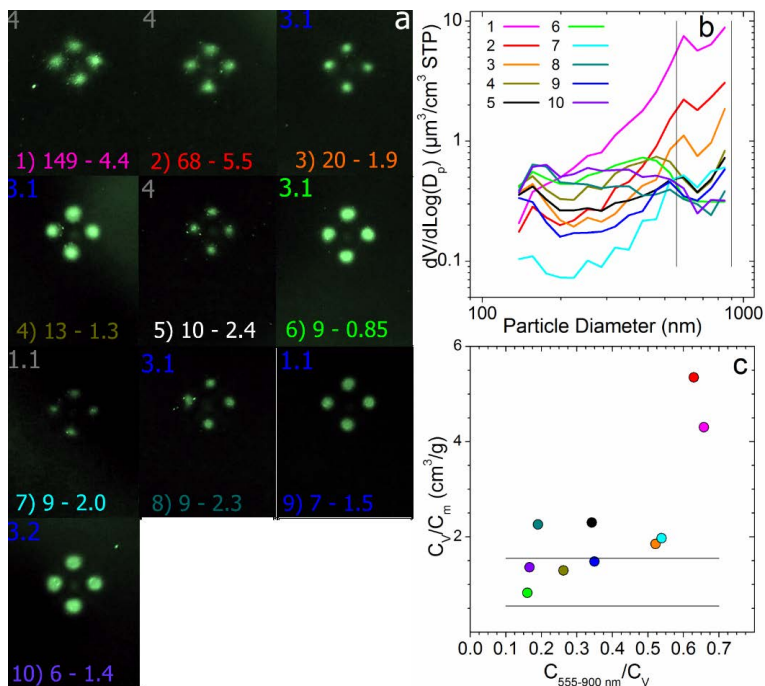 4
4
3.1
a
1) 149 - 4.4
2) 68 - 5.5
3) 20 - 1.9
3.1
4
3.1
4) 13 - 1.3
5) 10 - 2.4
6) 9 - 0.85
1.1
3.1
1.1
7) 9 - 2.0
8) 9 - 2.3
9) 7 - 1.5
3.2
10) 6 - 1.4
b
1 6
2 7
3 8
4 9
5 10
10
1
0.1
dV/dLog(Dp) (µm³/cm³ STP)
100 1000
Particle Diameter (nm)
c
6
4
2
0
CV/Cm (cm³/g)
0.0 0.1 0.2 0.3 0.4 0.5 0.6 0.7
C555-900 nm/CV